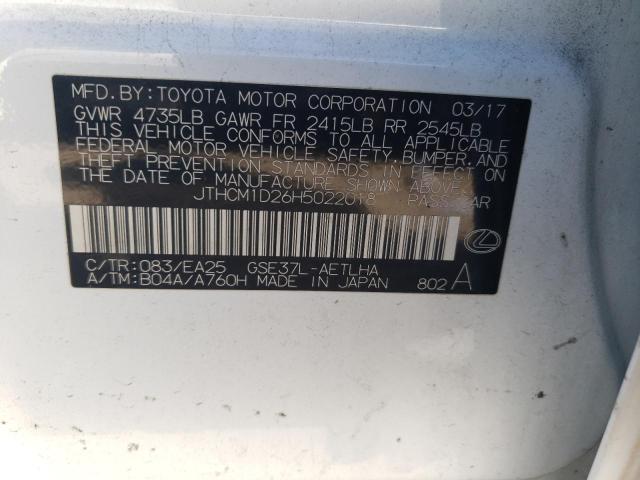 MFD.BY:TOYOTA MOTOR CORPORATION 03/17
GVWR 4735LB GAWR FR 2415LB RR 2545LB
THIS VEHICLE CONFORMS TO ALL APPLICABLE
FEDERAL MOTOR VEHICLE SAFETY,BUMPER,AND
THEFT PREVENTION STANDARDS IN EFFECT ON
THE DATE OF MANUFACTURE SHOWN ABOVE.
JTHCM1D26H5022018 PASS.CAR
C/TR:083/EA25 GSE37L-AETLHA
A/TM:B04A/A760H MADE IN JAPAN 802 A